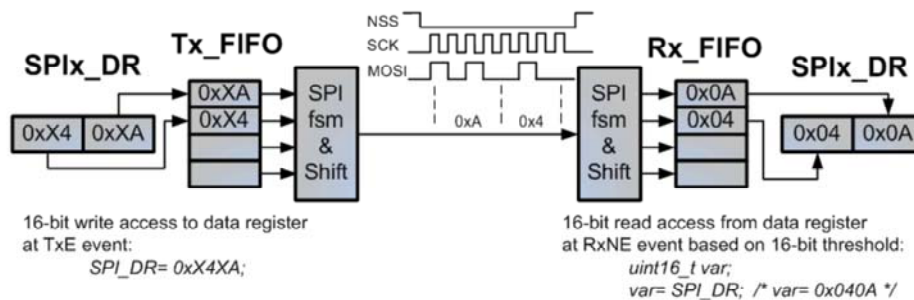 NSS
SCK
MOSI
Tx_FIFO
Rx_FIFO
SPIx_DR
SPIx_DR
0xX4 0xXA
0xXA
0xX4
SPI
fsm
&
Shift
0xA 0x4
SPI
fsm
&
Shift
0x0A
0x04
0x04 0x0A
16-bit write access to data register
at TxE event:
SPI_DR= 0xX4XA;
16-bit read access from data register
at RxNE event based on 16-bit threshold:
uint16_t var;
var= SPI_DR; /* var= 0x040A */